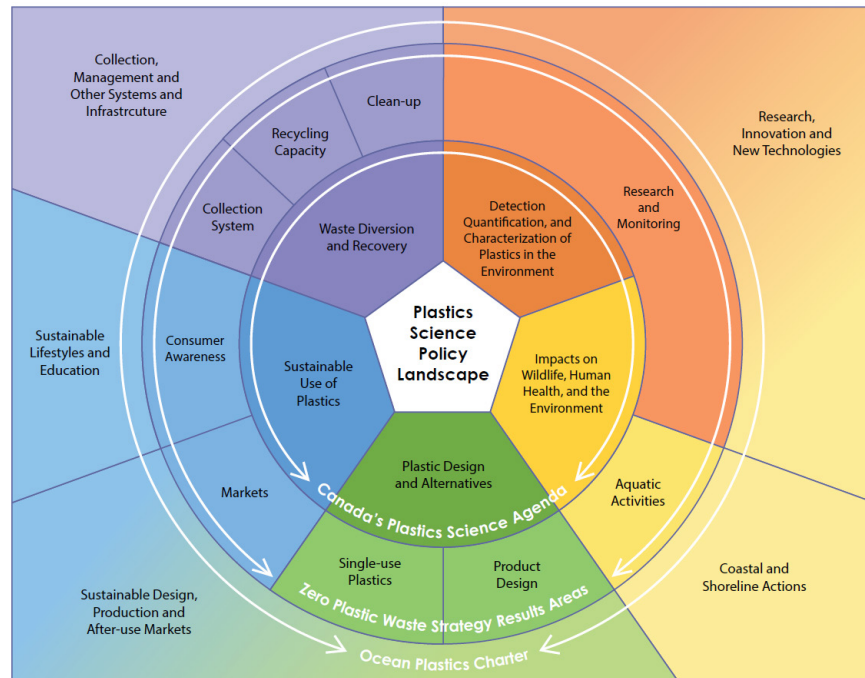 Collection,
Management and
Other Systems and
Infrastrcuture
Clean-up
Recycling
Capacity
Collection
System
Research,
Innovation and
New Technologies
Research
and
Monitoring
Waste Diversion
and Recovery
Detection
Quantification, and
Characterization of
Plastics in the
Environment
Plastics
Science
Policy
Landscape
Sustainable
Lifestyles and
Education
Consumer
Awareness
Sustainable
Use of
Plastics
Impacts on
Wildlife, Human
Health, and the
Environment
Markets
Plastic Design
and Alternatives
Aquatic
Activities
Canada's Plastics Science Agenda
Single-use
Plastics
Product
Design
Zero Plastic Waste Strategy Results Areas
Sustainable Design,
Production and
After-use Markets
Coastal and
Shoreline Actions
Ocean Plastics Charter